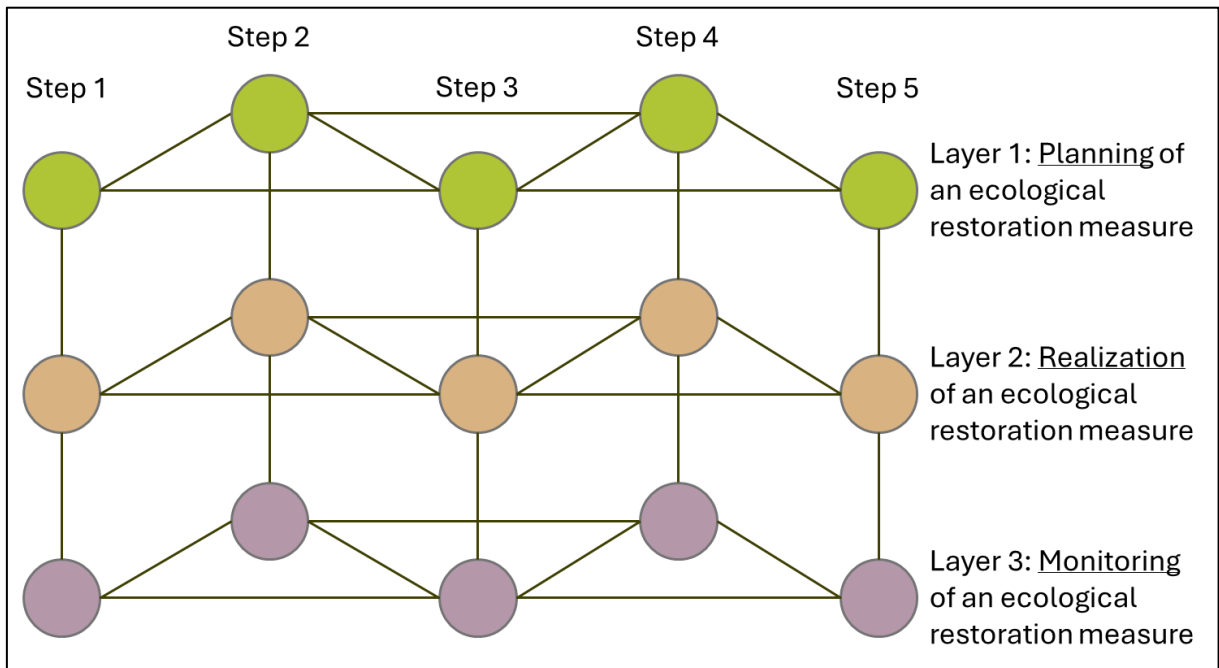 Step 1
Step 2
Step 3
Step 4
Step 5
Layer 1: Planning of
an ecological
restoration measure
Layer 2: Realization
of an ecological
restoration measure
Layer 3: Monitoring
of an ecological
restoration measure